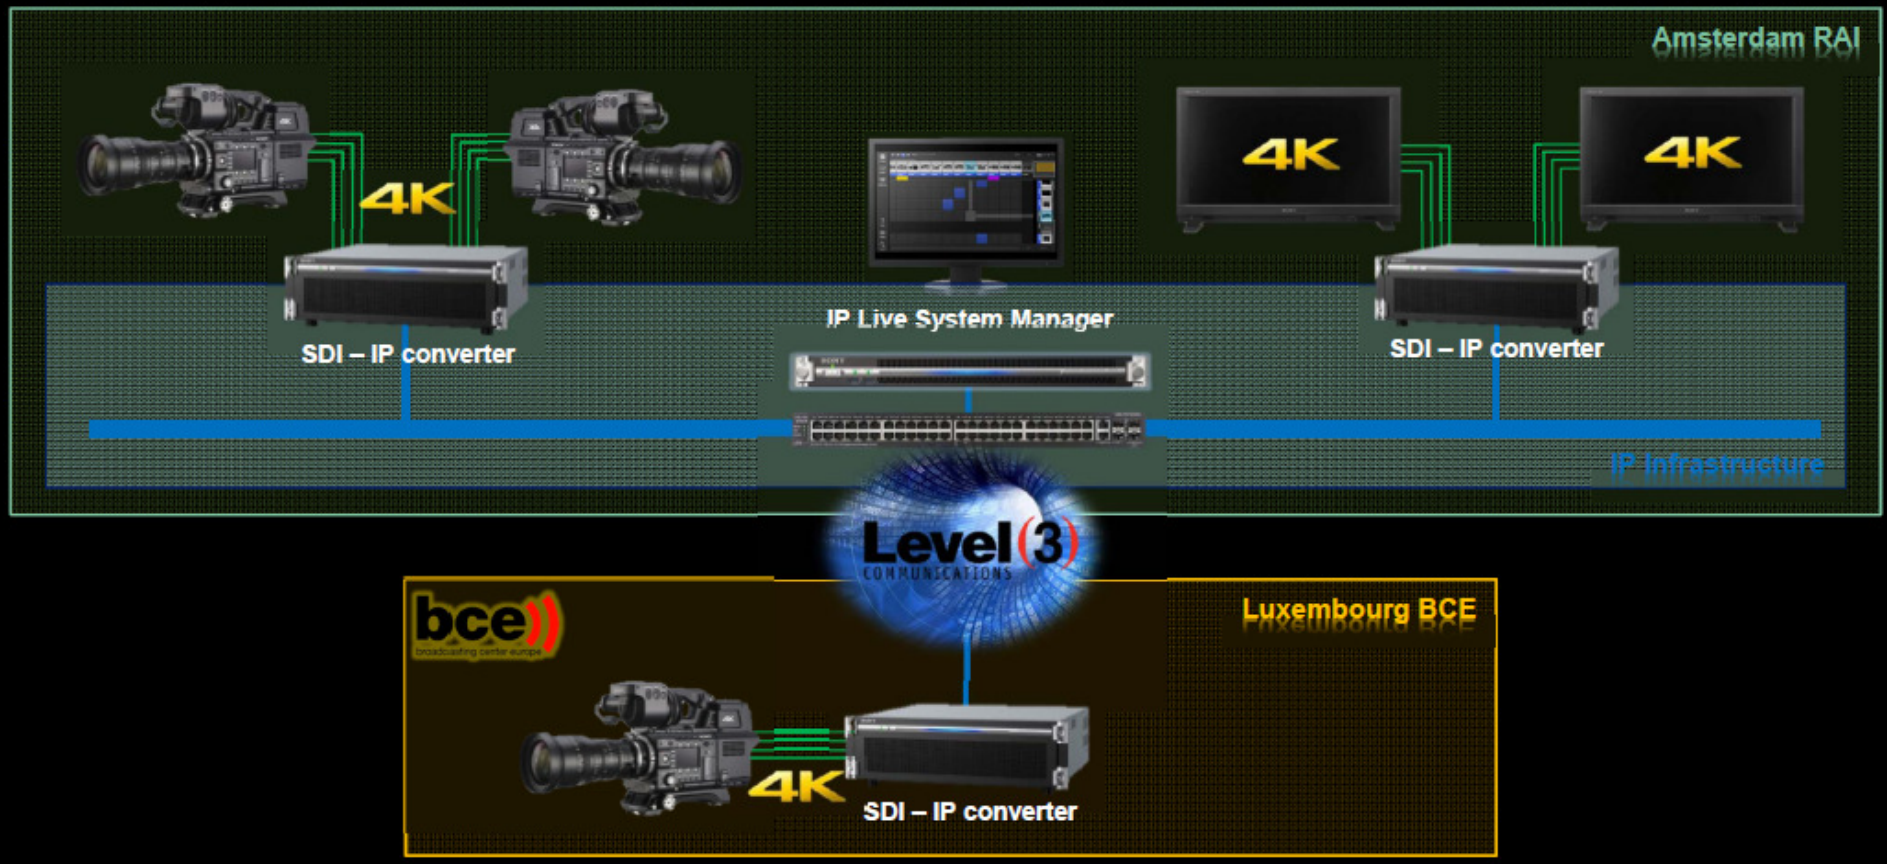 Amsterdam RAI
4K
4K
4K
IP Live System Manager
SDI – IP converter
SDI – IP converter
SONY
IP Infrastructure
Level(3)
COMMUNICATIONS
bce
broadcasting center europe
Luxembourg BCE
4K
SDI – IP converter